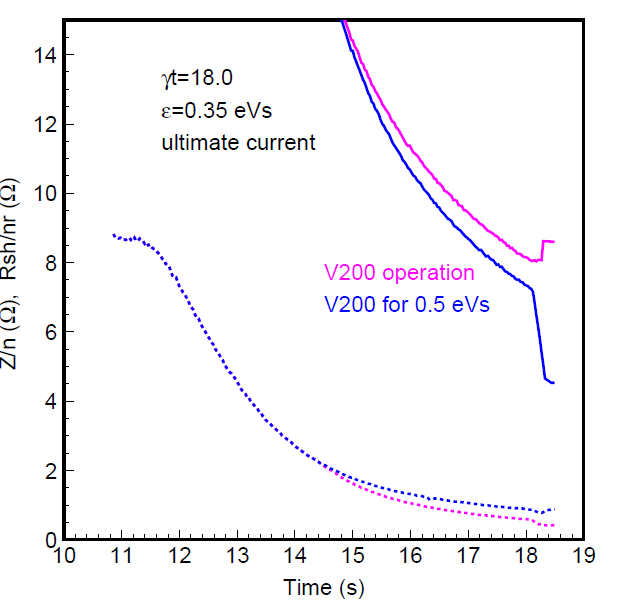 14
γt=18.0
ε=0.35 eVs
12
ultimate current
10
Z/n (Ω),   Rsh/nr (Ω)
8
V200 operation
V200 for 0.5 eVs
6
4
2
0
10 11 12 13 14 15 16 17 18 19
Time (s)